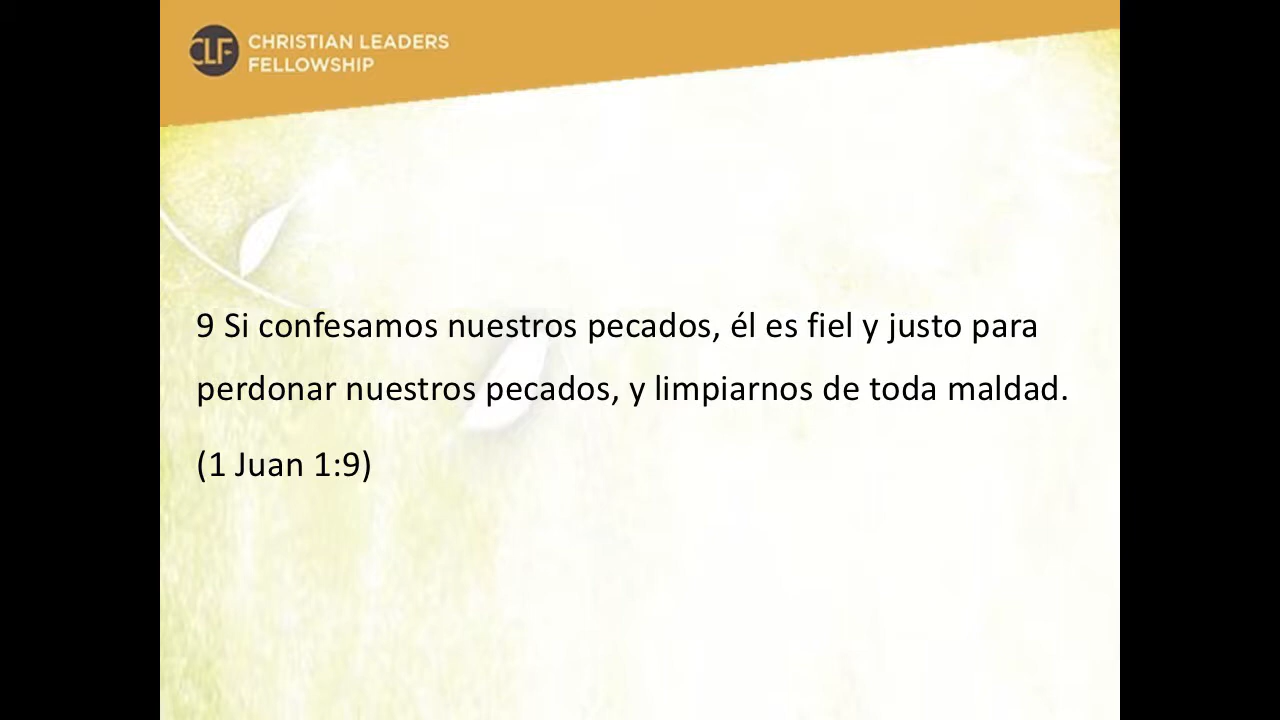 CLF CHRISTIAN LEADERS
FELLOWSHIP
9 Si confesamos nuestros pecados, él es fiel y justo para
perdonar nuestros pecados, y limpiarnos de toda maldad.
(1 Juan 1:9)